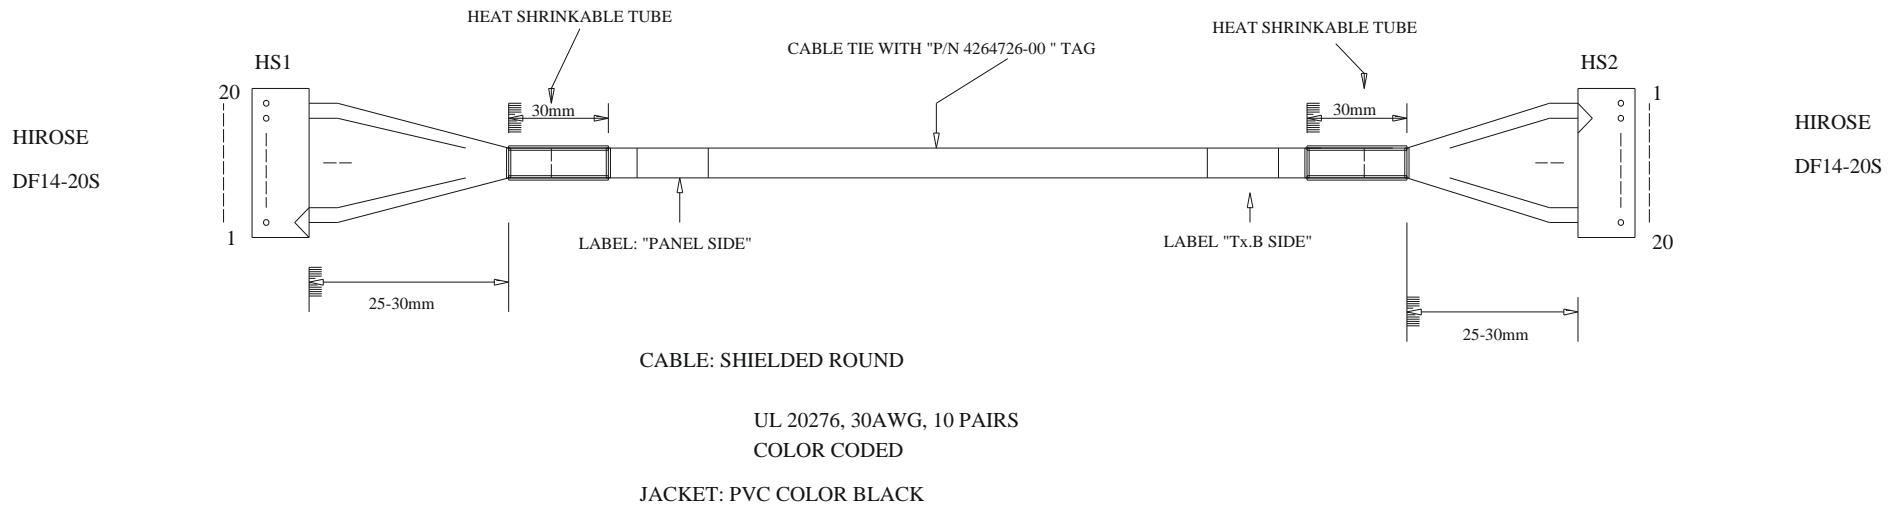 HEAT SHRINKABLE TUBE
HEAT SHRINKABLE TUBE
CABLE TIE WITH "P/N 4264726-00 " TAG
HS1
HS2
20
30mm
30mm
1
HIROSE
HIROSE
DF14-20S
DF14-20S
1
LABEL: "PANEL SIDE"
LABEL "Tx.B SIDE"
20
25-30mm
25-30mm
CABLE: SHIELDED ROUND
UL 20276, 30AWG, 10 PAIRS
COLOR CODED
JACKET: PVC COLOR BLACK